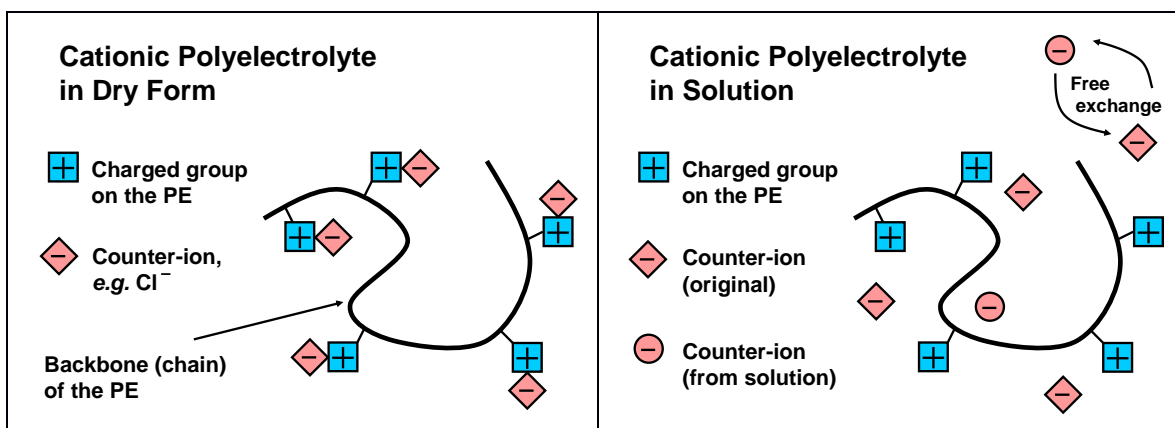 Cationic Polyelectrolyte
in Dry Form
Charged group
on the PE
Counter-ion,
e.g. Cl⁻
Backbone (chain)
of the PE
Cationic Polyelectrolyte
in Solution
Free
exchange
Charged group
on the PE
Counter-ion
(original)
Counter-ion
(from solution)